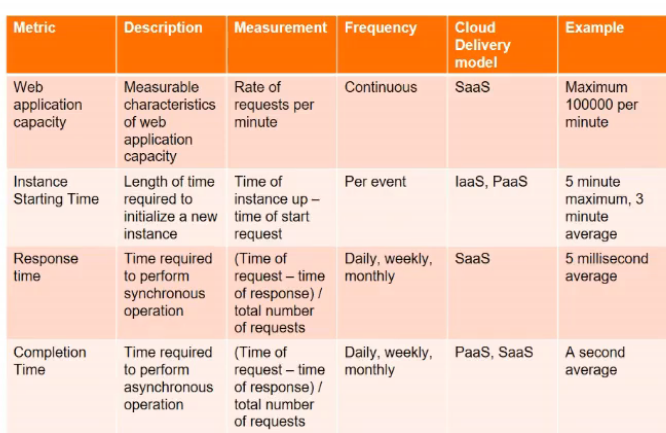 Metric
Description
Measurement
Frequency
Cloud
Delivery
model
Example
Web
application
capacity
Measurable
characteristics
of web
application
capacity
Rate of
requests per
minute
Continuous
SaaS
Maximum
100000 per
minute
Instance
Starting Time
Length of time
required to
initialize a new
instance
Time of
instance up –
time of start
request
Per event
IaaS, PaaS
5 minute
maximum, 3
minute
average
Response
time
Time required
to perform
synchronous
operation
(Time of
request – time
of response) /
total number
of requests
Daily, weekly,
monthly
SaaS
5 millisecond
average
Completion
Time
Time required
to perform
asynchronous
operation
(Time of
request – time
of response) /
total number
of requests
Daily, weekly,
monthly
PaaS, SaaS
A second
average